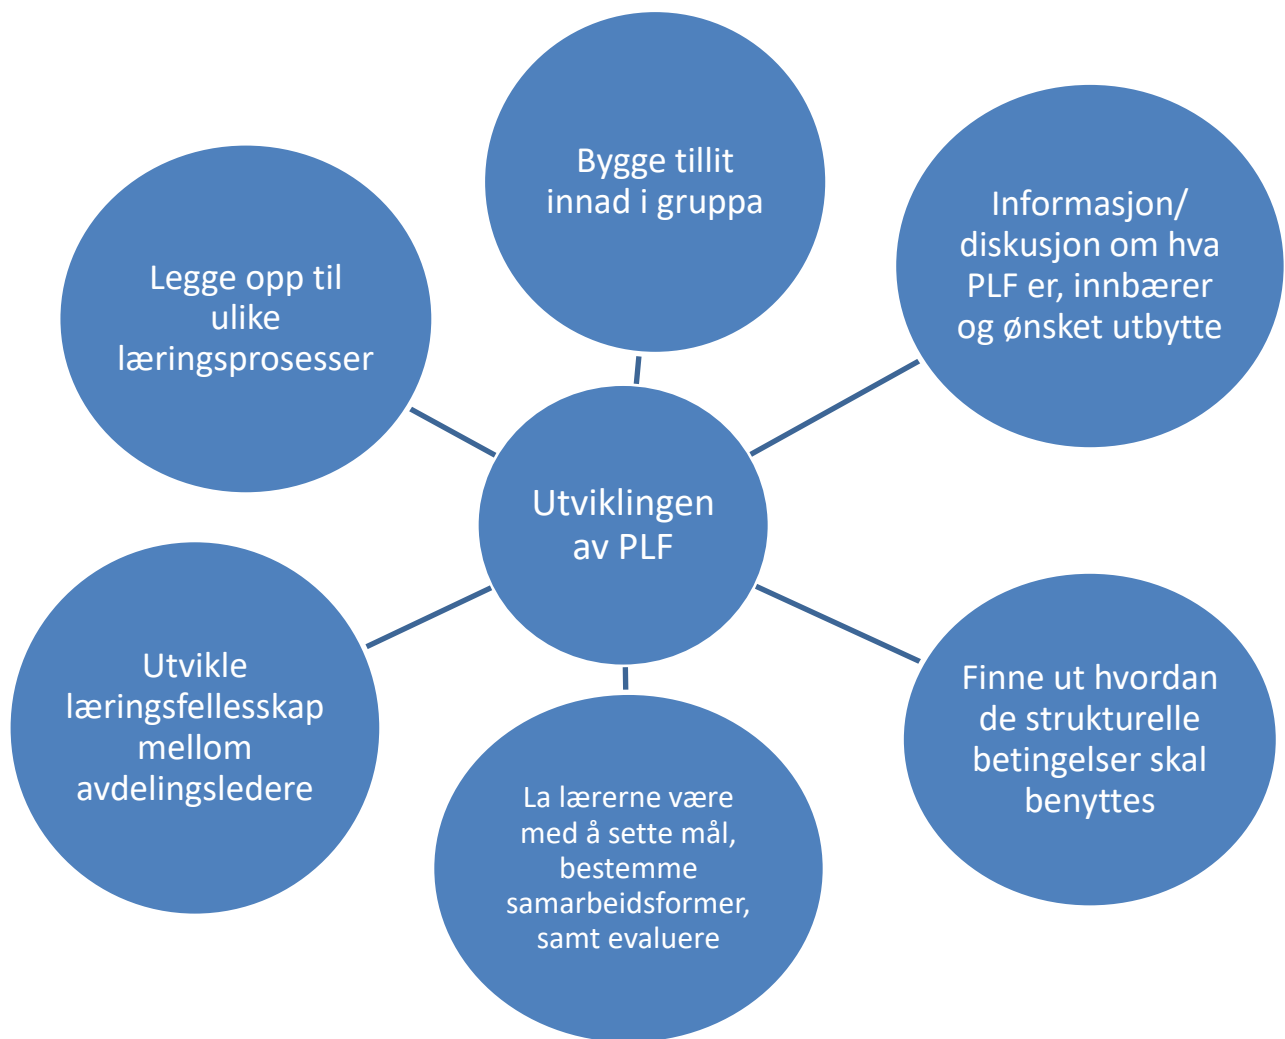 Bygge tillit
innad i gruppa
Informasjon/
diskusjon om hva
PLF er, innbærer
og ønsket utbytte
Legge opp til
ulike
læringsprosesser
Utviklingen
av PLF
Utvikle
læringsfellesskap
mellom
avdelingsledere
Finne ut hvordan
de strukturelle
betingelser skal
benyttes
La lærerne være
med å sette mål,
bestemme
samarbeidsformer,
samt evaluere